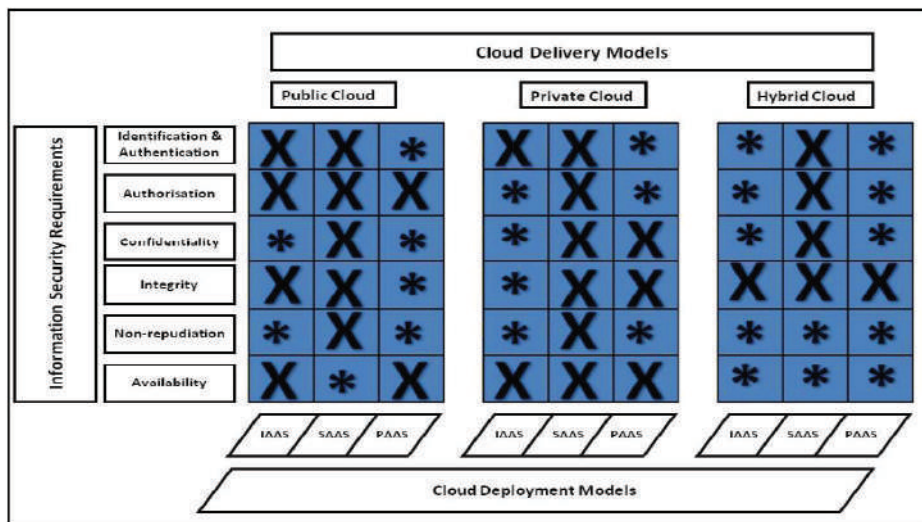 Cloud Delivery Models
Public Cloud Private Cloud Hybrid Cloud
Information Security Requirements
Identification &
Authentication
X X * X X * * X *
Authorisation
X X X * X * * X *
Confidentiality
* X * * X X * X *
Integrity
X X * * X X X X X
Non-repudiation
* X * * X * * * *
Availability
X * X X X X * * *
IAAS SAAS PAAS IAAS SAAS PAAS IAAS SAAS PAAS
Cloud Deployment Models